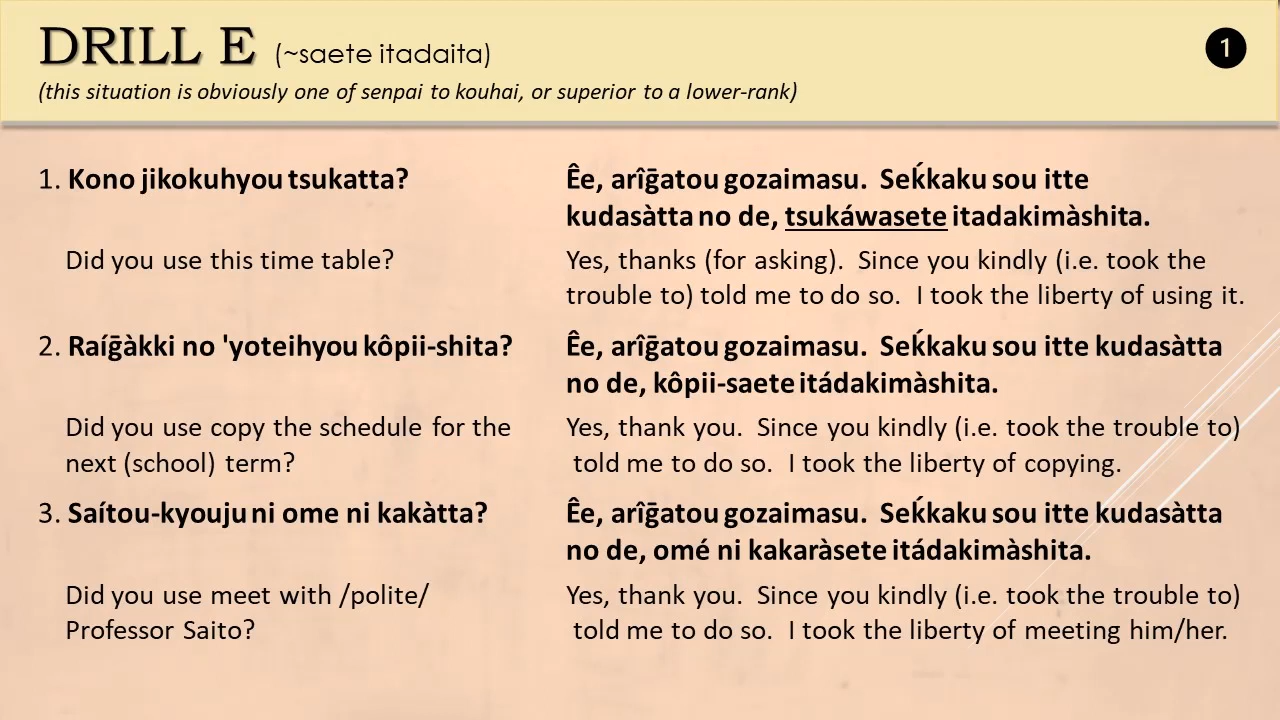 DRILL E (~saete itadaita)
1
(this situation is obviously one of senpai to kouhai, or superior to a lower-rank)
1. Kono jikokuhyou tsukatta?
Êe, arîḡatou gozaimasu. Seḱkaku sou itte
kudasàtta no de, tsukáwasete itadakimàshita.
Did you use this time table?
Yes, thanks (for asking). Since you kindly (i.e. took the
trouble to) told me to do so. I took the liberty of using it.
2. Raíḡàkki no 'yoteihyou kôpii-shita?
Êe, arîḡatou gozaimasu. Seḱkaku sou itte kudasàtta
no de, kôpii-saete itádakimàshita.
Did you use copy the schedule for the
next (school) term?
Yes, thank you. Since you kindly (i.e. took the trouble to)
told me to do so. I took the liberty of copying.
3. Saítou-kyouju ni ome ni kakàtta?
Êe, arîḡatou gozaimasu. Seḱkaku sou itte kudasàtta
no de, omé ni kakaràsete itádakimàshita.
Did you use meet with /polite/
Professor Saito?
Yes, thank you. Since you kindly (i.e. took the trouble to)
told me to do so. I took the liberty of meeting him/her.